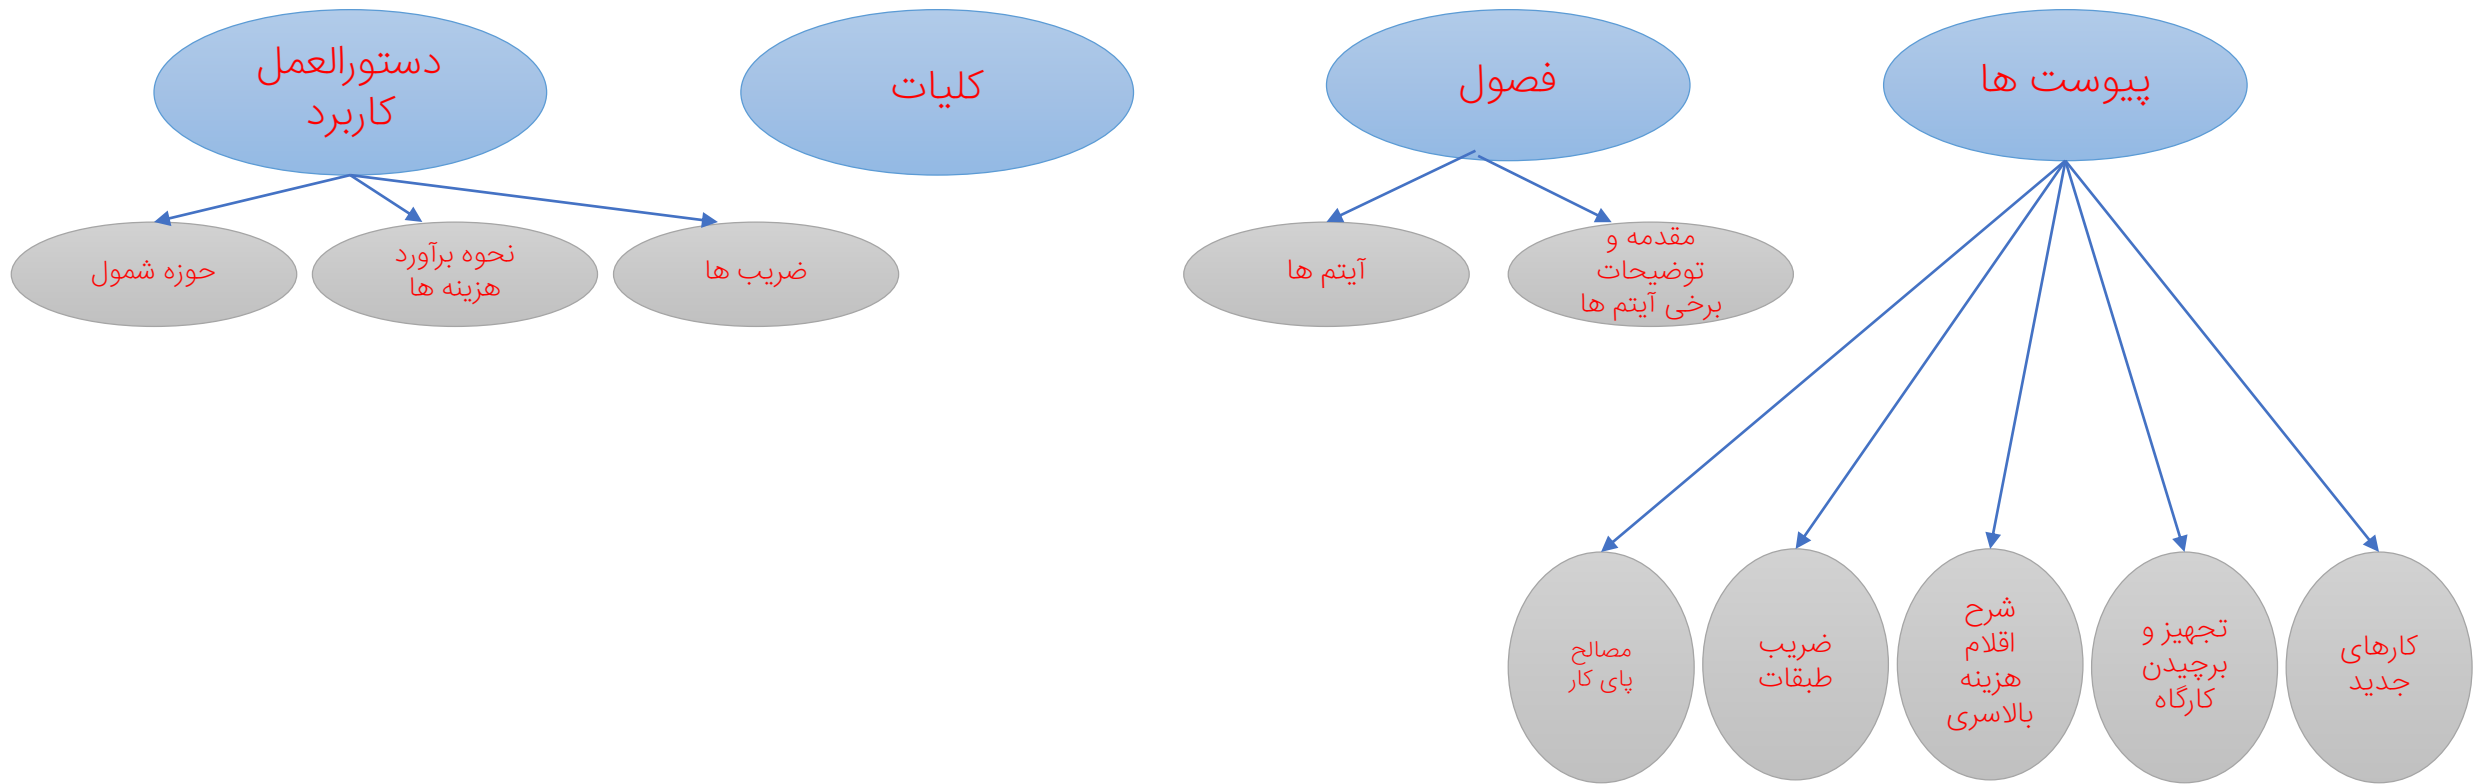 دستورالعمل
کاربرد
کلیات
فصول
پیوست ها
حوزه شمول
نحوه برآورد
هزینه ها
ضریب ها
آیتم ها
مقدمه و
توضیحات
برخی آیتم ها
مصالح
پای کار
ضریب
طبقات
شرح
اقلام
هزینه
بالاسری
تجهیز و
برچیدن
کارگاه
کارهای
جدید